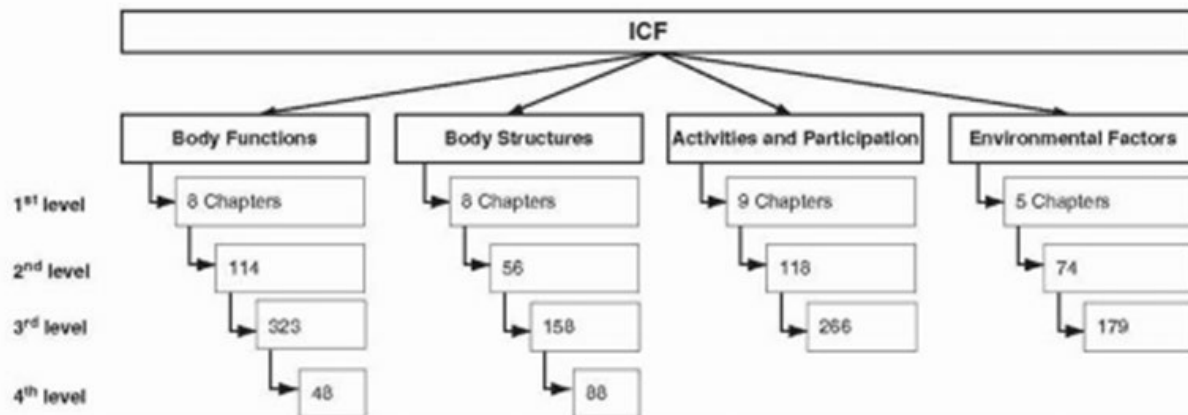 ICF
Body Functions Body Structures Activities and Participation Environmental Factors
1st level 8 Chapters 8 Chapters 9 Chapters 5 Chapters
2nd level 114 56 118 74
3rd level 323 158 266 179
4th level 48 88